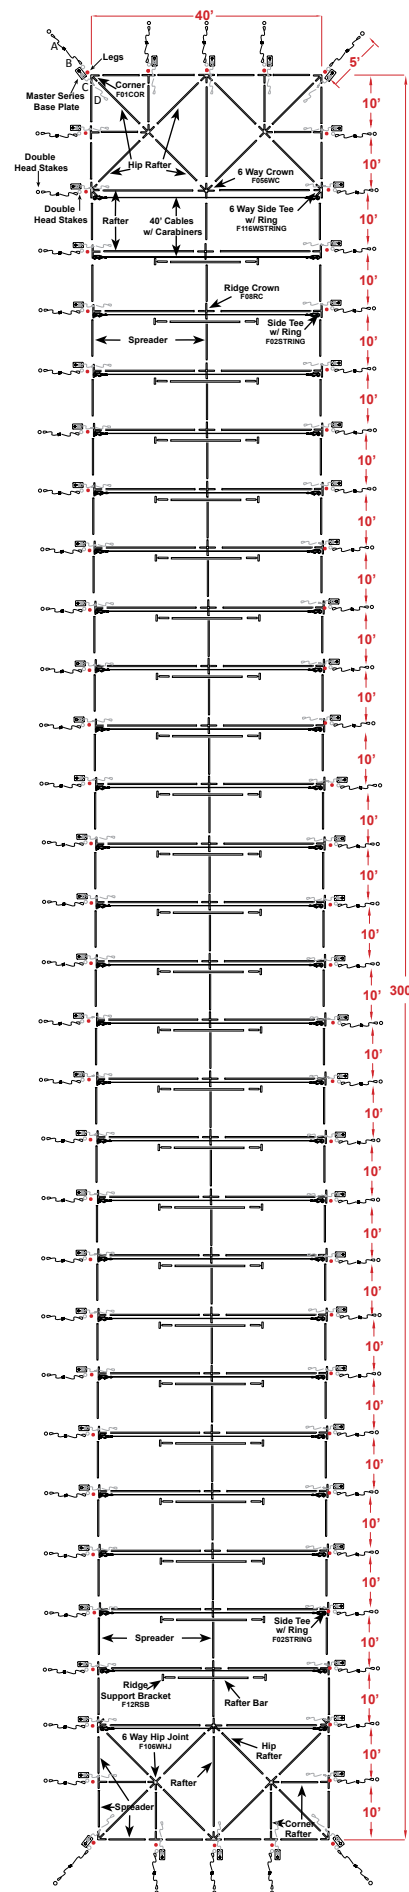 40'
A
5'
B
Legs
C
Corner
F01COR
D
Master Series
Base Plate
10'
Hip Rafter
Double
Head Stakes
10'
6 Way Crown
F056WC
Double
Head Stakes
Rafter
40' Cables
w/ Carabiners
6 Way Side Tee
w/ Ring
F116WSTRING
10'
10'
Ridge Crown
F08RC
Side Tee
w/ Ring
F02STRING
Spreader
10'
10'
10'
10'
10'
10'
10'
10'
10'
10'
10'
10'
300
10'
10'
10'
10'
10'
10'
10'
10'
10'
10'
Side Tee
w/ Ring
F02STRING
Spreader
10'
Ridge
Support Bracket
F12RSB
Rafter Bar
10'
6 Way Hip Joint
F106WHJ
Hip
Rafter
10'
Rafter
Spreader
Corner
Rafter
10'